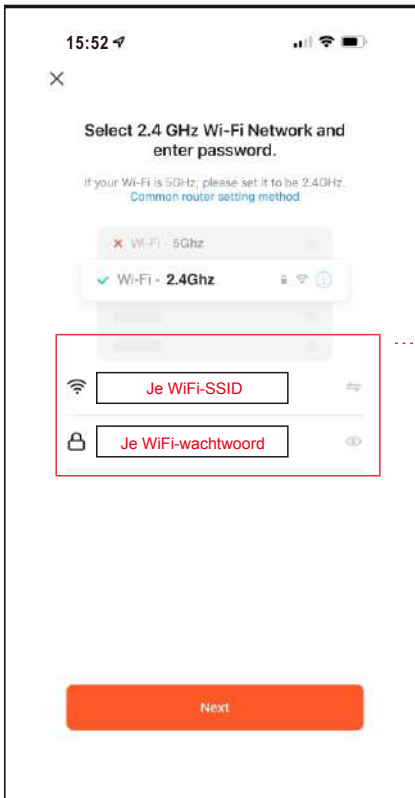 15:52
Select 2.4 GHz Wi-Fi Network and
enter password.
If your Wi-Fi is 5GHz, please set it to be 2.4GHz.
Common router setting method
Wi-Fi - 5Ghz
Wi-Fi - 2.4Ghz
Je WiFi-SSID
Je WiFi-wachtwoord
Next